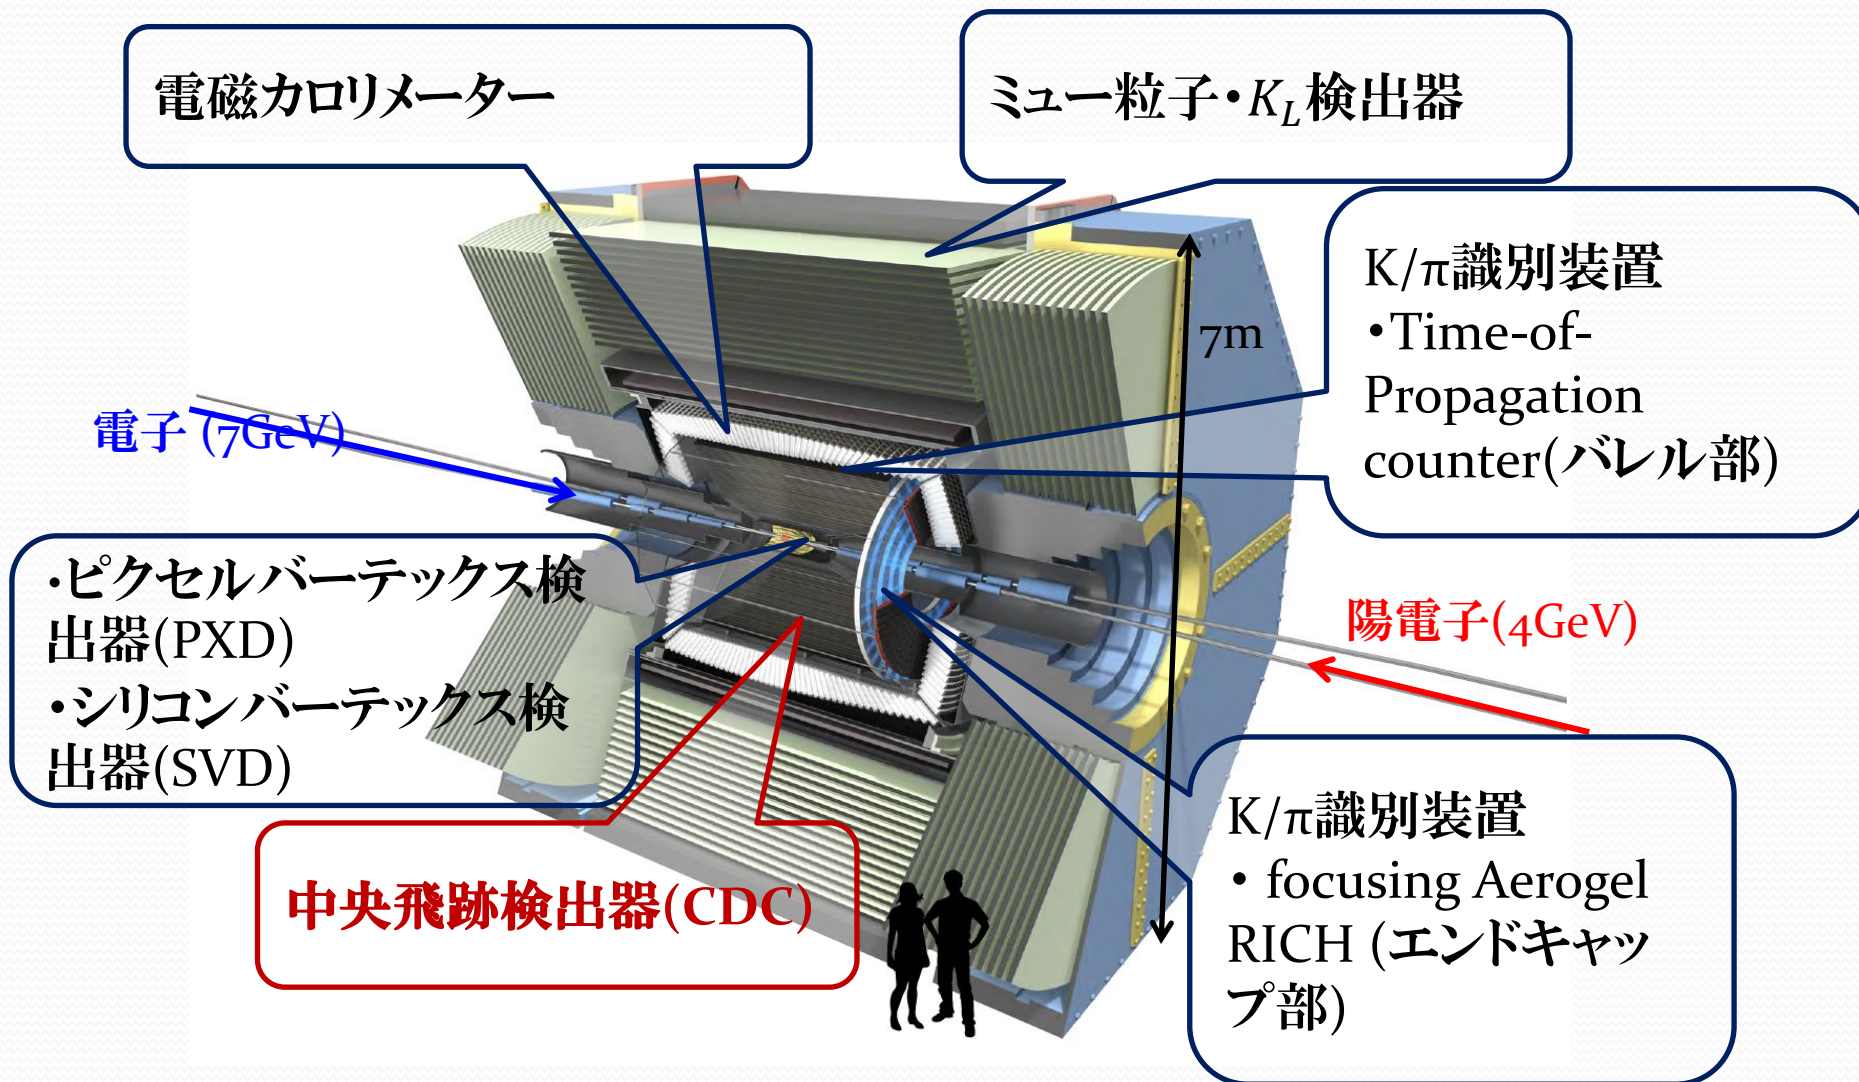 電磁カロリメーター
ミュー粒子・K_L検出器
K/π識別装置
・Time-of-
Propagation
counter(バレル部)
7m
電子 (7GeV)
・ピクセルバーテックス検
出器(PXD)
・シリコンバーテックス検
出器(SVD)
陽電子(4GeV)
中央飛跡検出器(CDC)
K/π識別装置
・ focusing Aerogel
RICH (エンドキャッ
プ部)